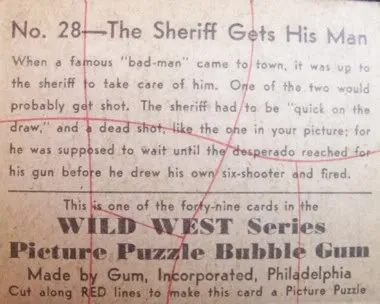 No. 28—The Sheriff Gets His Man
When a famous "bad-man" came to town, it was up to
the sheriff to take care of him. One of the two would
probably get shot. The sheriff had to be "quick on the
draw," and a dead shot, like the one in your picture; for
he was supposed to wait until the desperado reached for
his gun before he drew his own six-shooter and fired.
This is one of the forty-nine cards in the
WILD WEST Series
Picture Puzzle Bubble Gum
Made by Gum, Incorporated, Philadelphia
Cut along RED lines to make this card a Picture Puzzle